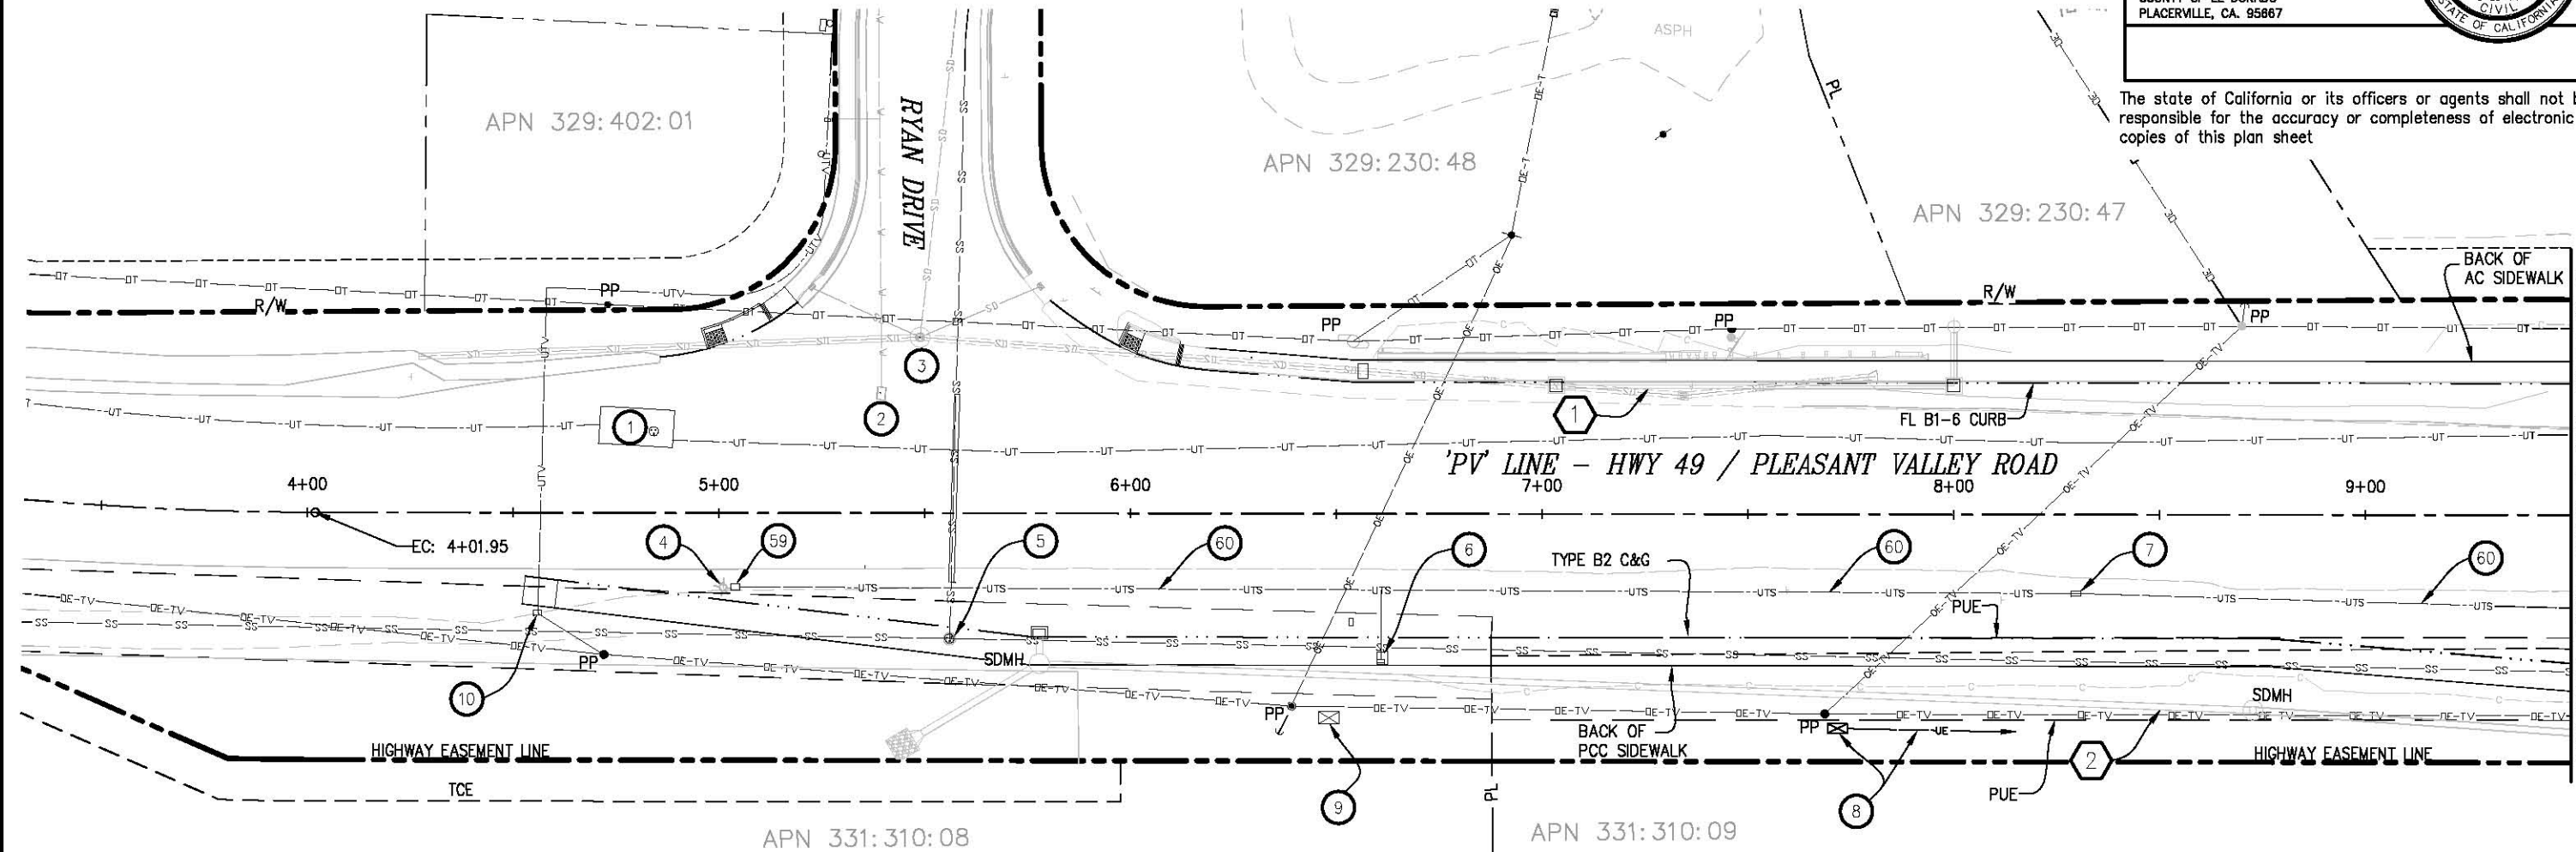 PLACERVILLE, CA. 95667
CIVIL
STATE OF CALIFORNIA
The state of California or its officers or agents shall not
responsible for the accuracy or completeness of electronic
copies of this plan sheet
ASPH
APN 329:402:01
RYAN DRIVE
APN 329:230:48
PL
APN 329:230:47
BACK OF
AC SIDEWALK
R/W
PP
UTV
R/W
PP
PP
PP
3
2
1
1
FL B1-6 CURB
'PV' LINE - HWY 49 / PLEASANT VALLEY ROAD
4+00
5+00
6+00
7+00
8+00
9+00
EC: 4+01.95
4
59
5
60
6
TYPE B2 C&G
60
7
60
PUE
10
PP
SDMH
PP
BACK OF
PCC SIDEWALK
PP
UE
SDMH
HIGHWAY EASEMENT LINE
TCE
9
8
PUE
2
HIGHWAY EASEMENT LINE
PL
APN 331:310:08
APN 331:310:09